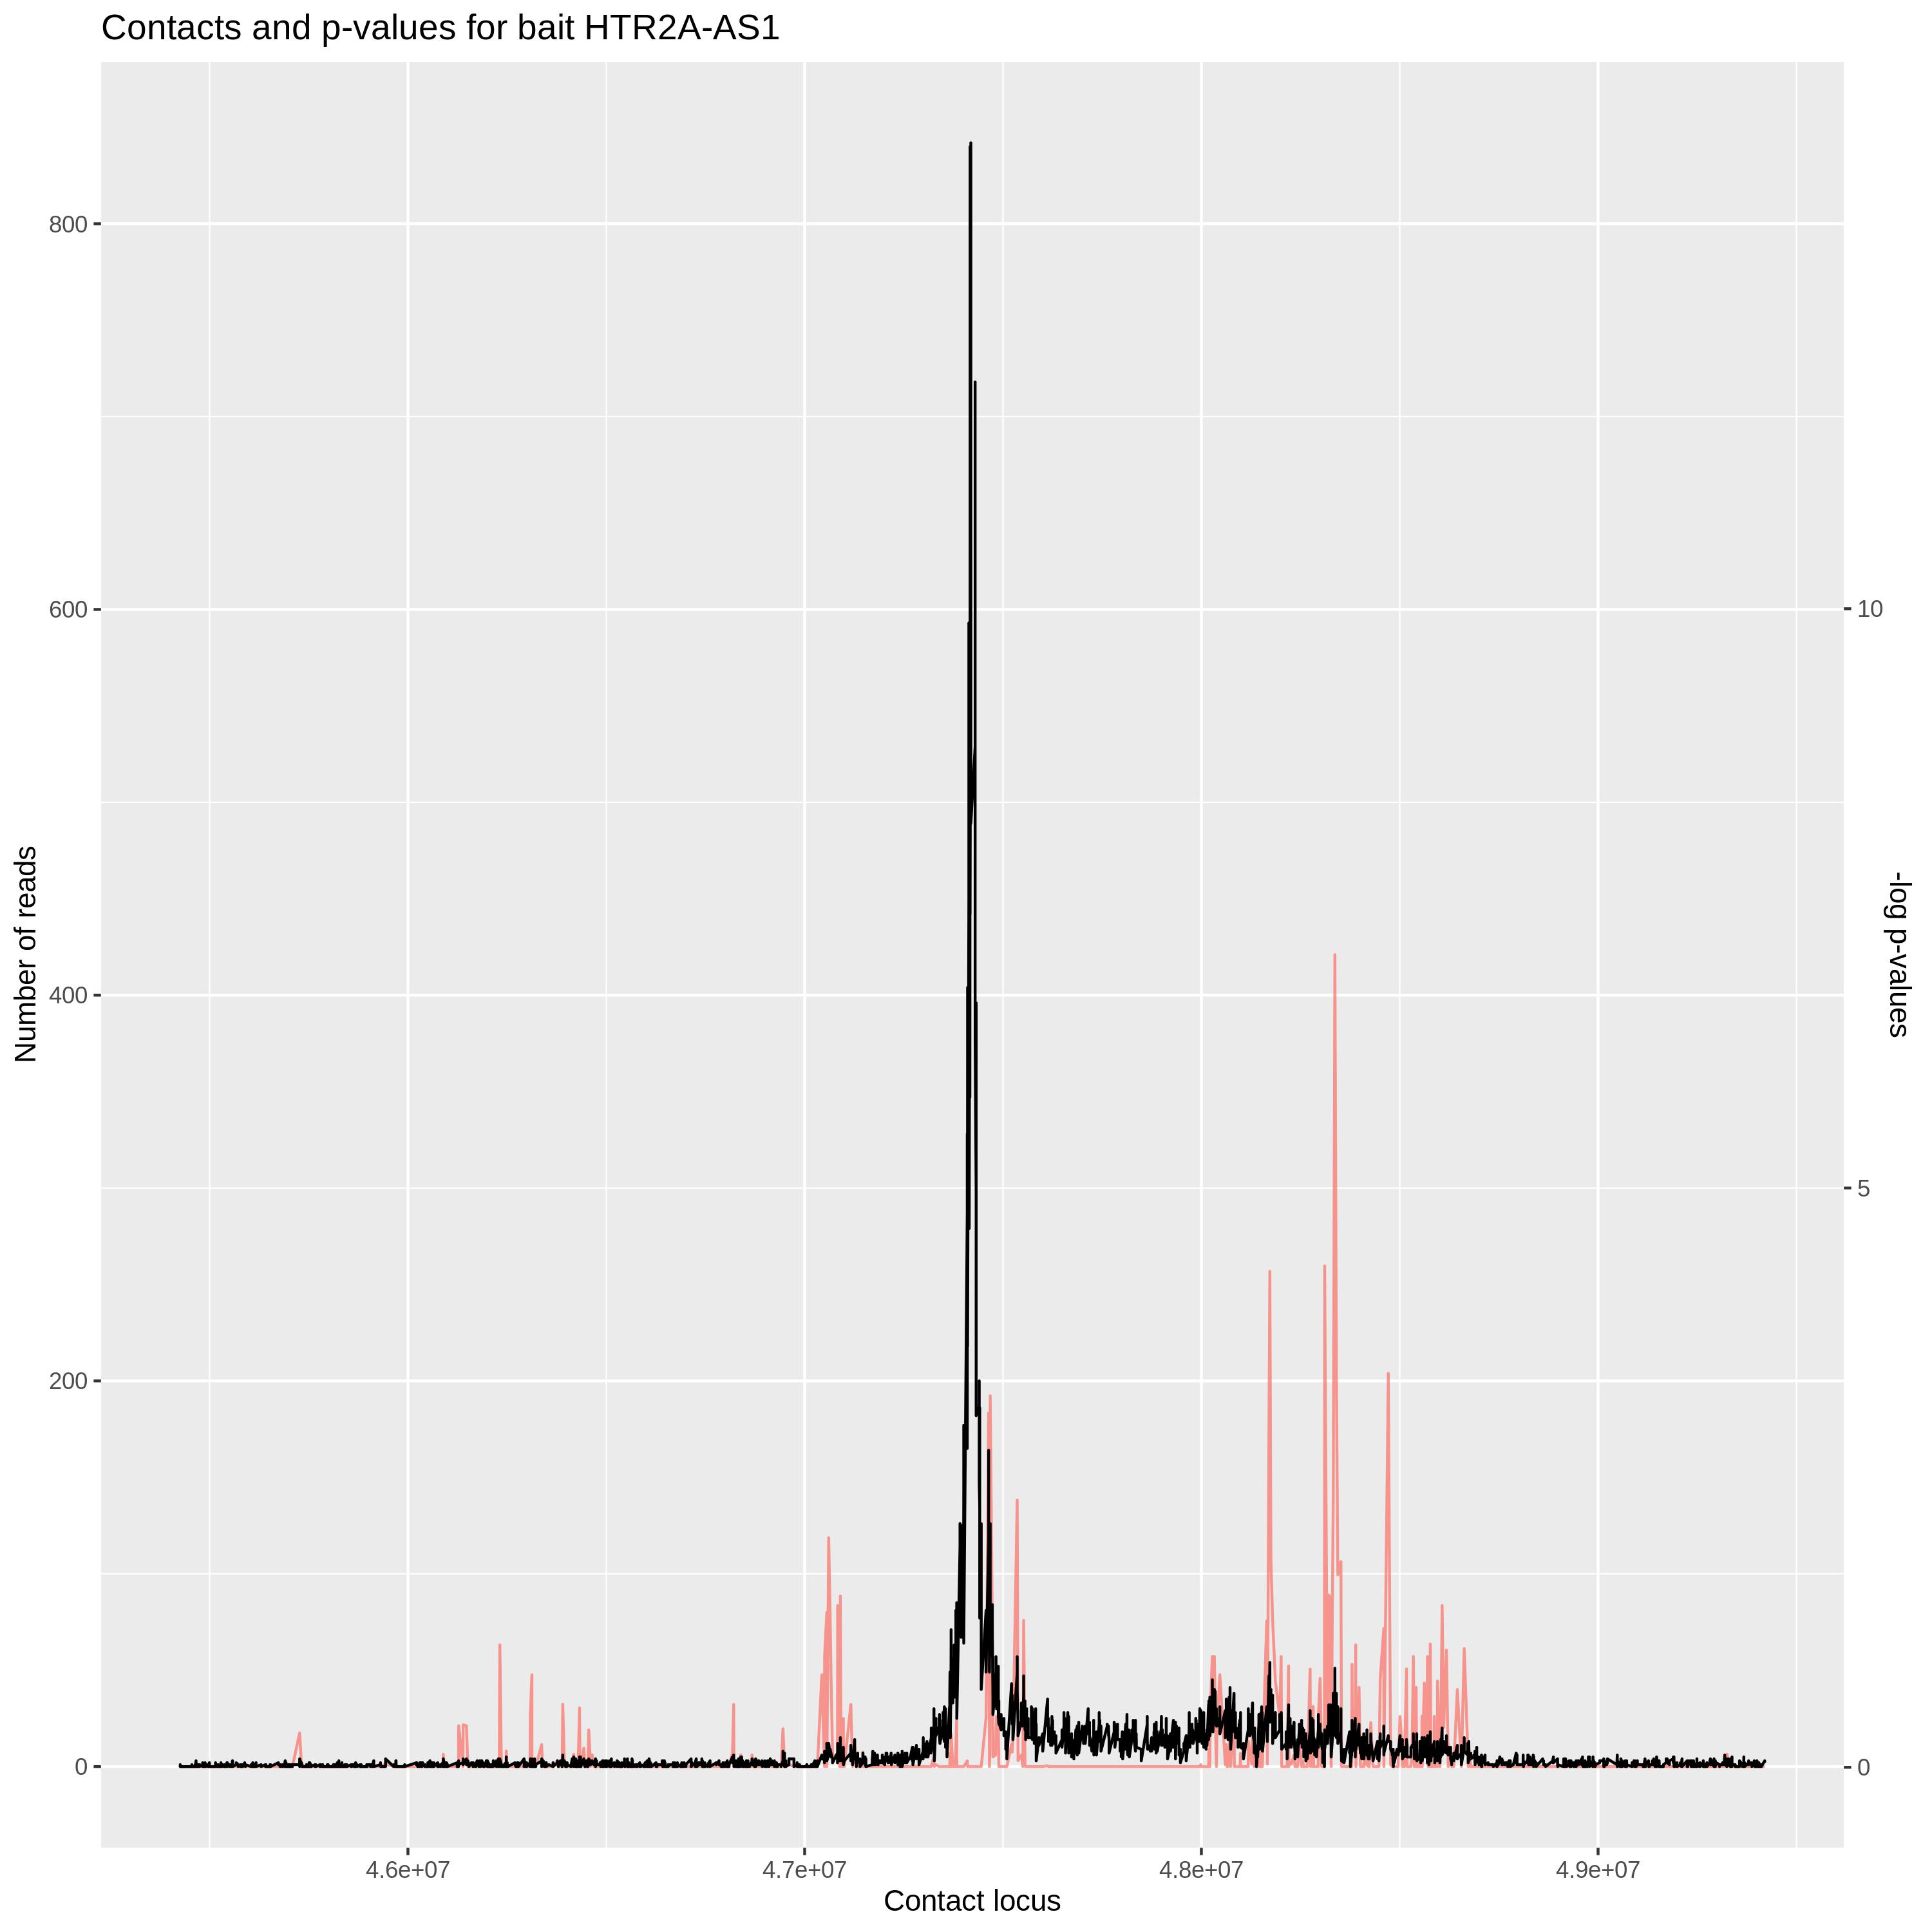 Contacts and p-values for bait HTR2A-AS1
800
600
400
200
0
Number of reads
10
5
0
-log p-values
4.6e+07
4.7e+07
4.8e+07
4.9e+07
Contact locus